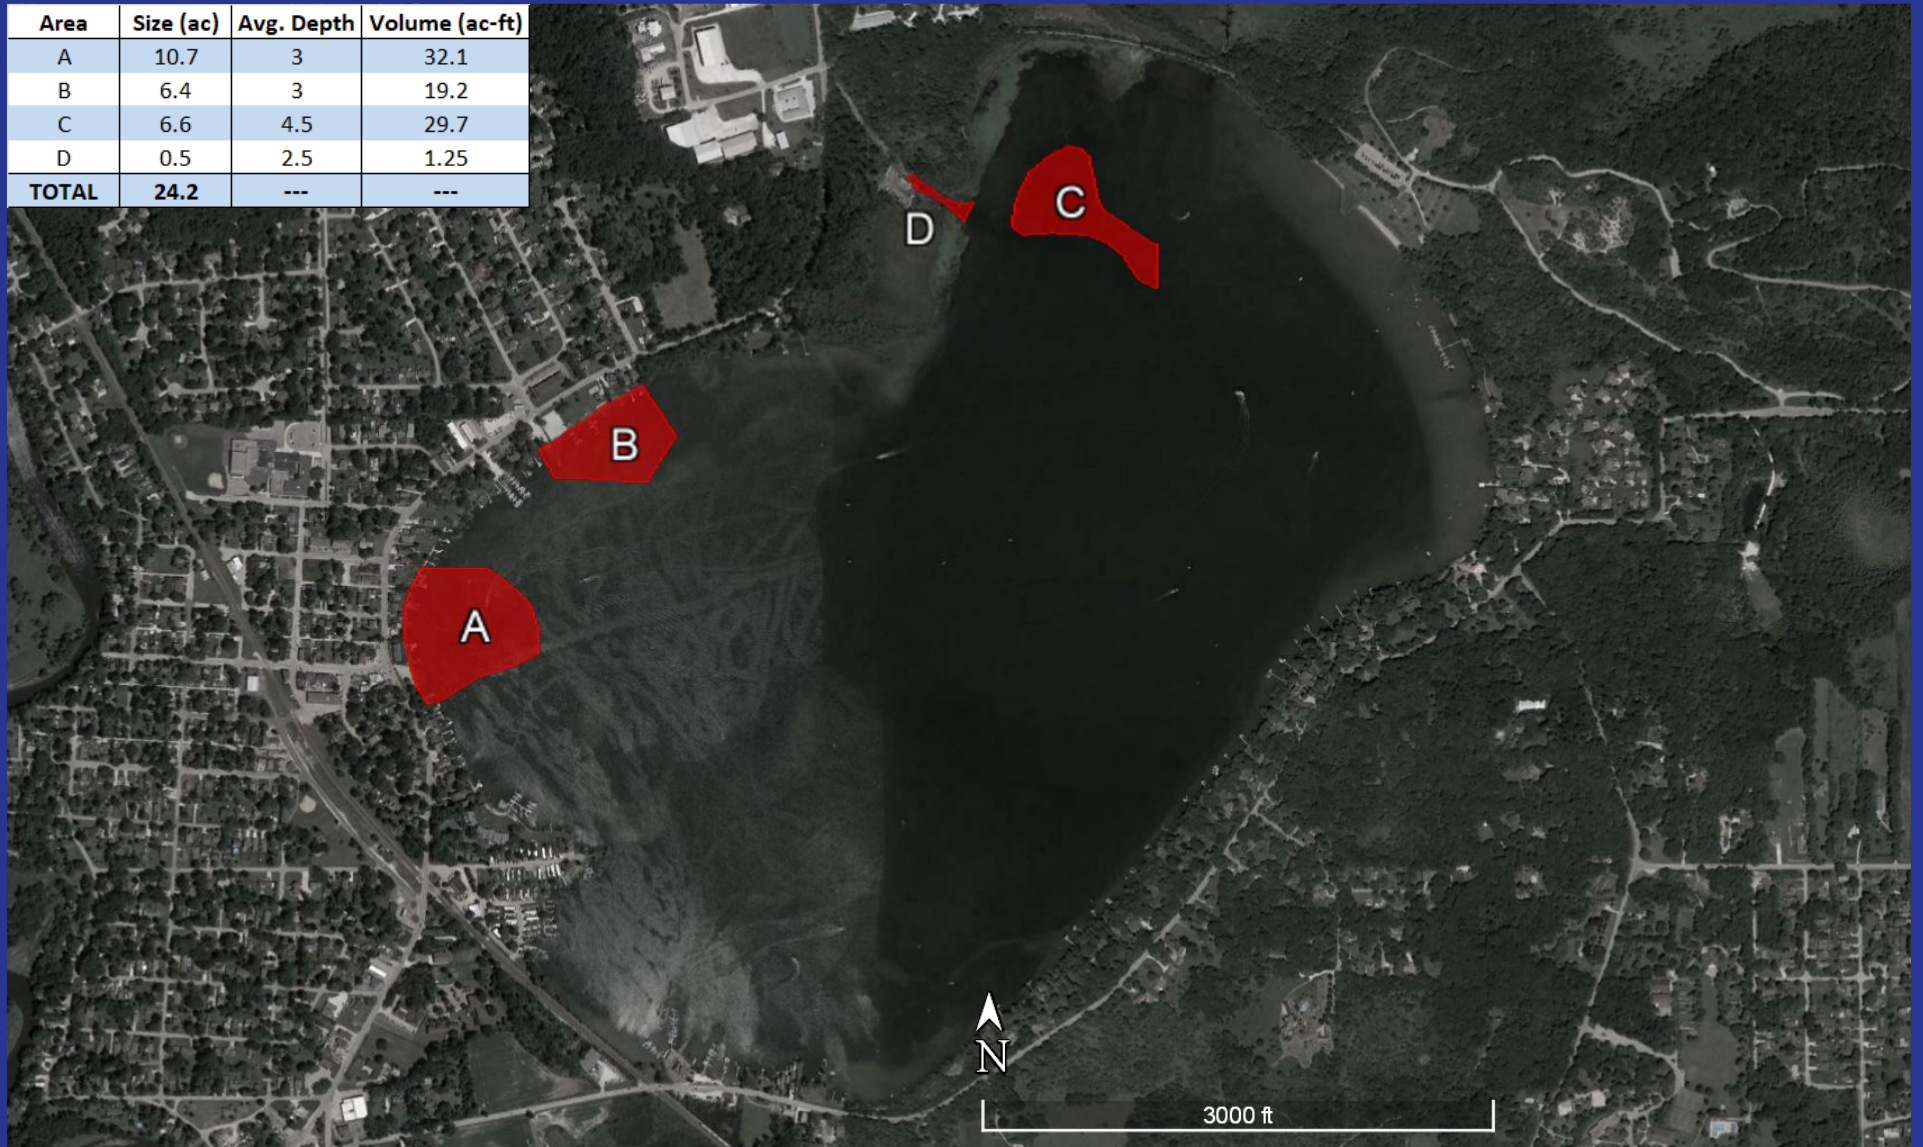 Area Size (ac) Avg. Depth Volume (ac-ft)
A 10.7 3 32.1
B 6.4 3 19.2
C 6.6 4.5 29.7
D 0.5 2.5 1.25
TOTAL 24.2 --- ---
C
D
B
A
N
3000 ft